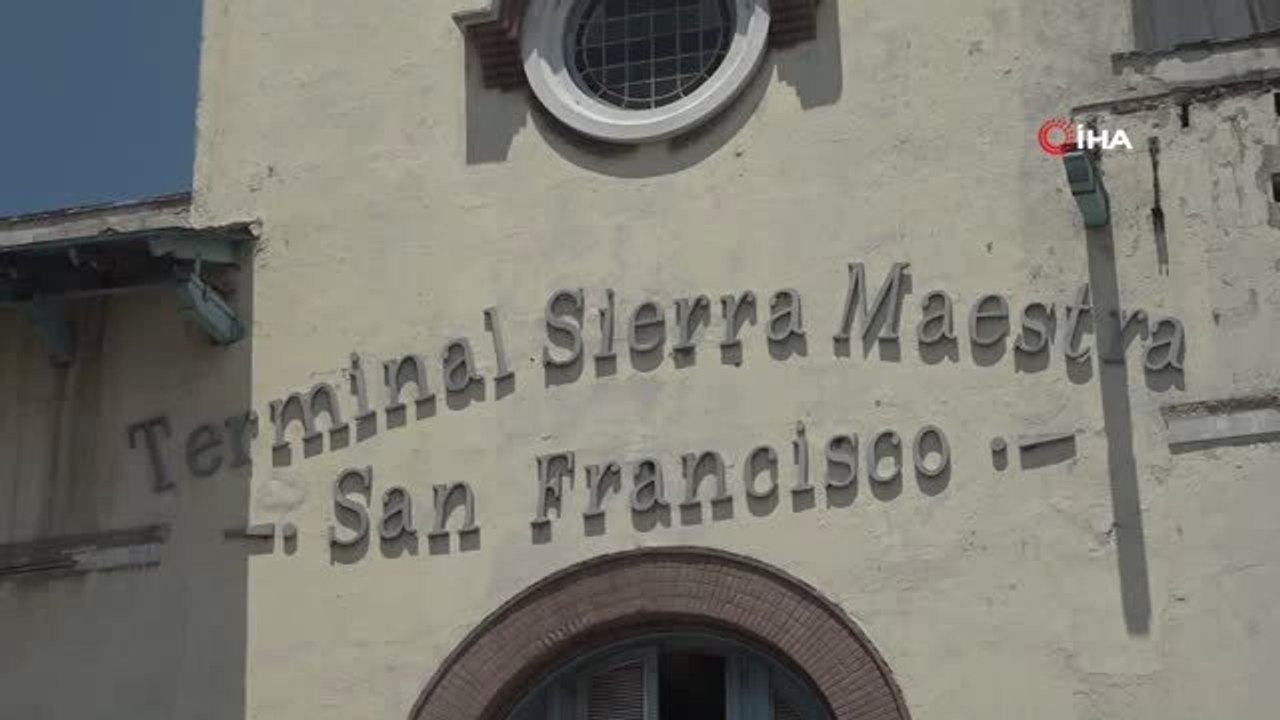 İHA
Terminal Sierra Maestra
-. San Francisco .-